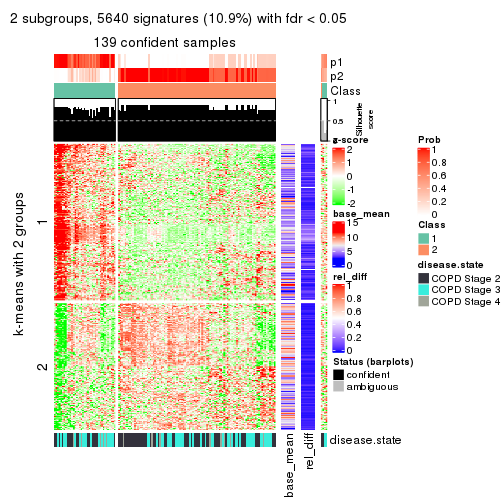 2 subgroups, 5640 signatures (10.9%) with fdr < 0.05
139 confident samples
p1
p2
Class
1
0.5
0
Silhouette
score
k-means with 2 groups
1
2
base_mean
rel_diff
disease.state
z-score
2
1
0
-1
-2
base_mean
15
10
5
0
rel_diff
1
0.8
0.6
0.4
0.2
0
Status (barplots)
confident
ambiguous
Prob
1
0.8
0.6
0.4
0.2
0
Class
1
2
disease.state
COPD Stage 2
COPD Stage 3
COPD Stage 4